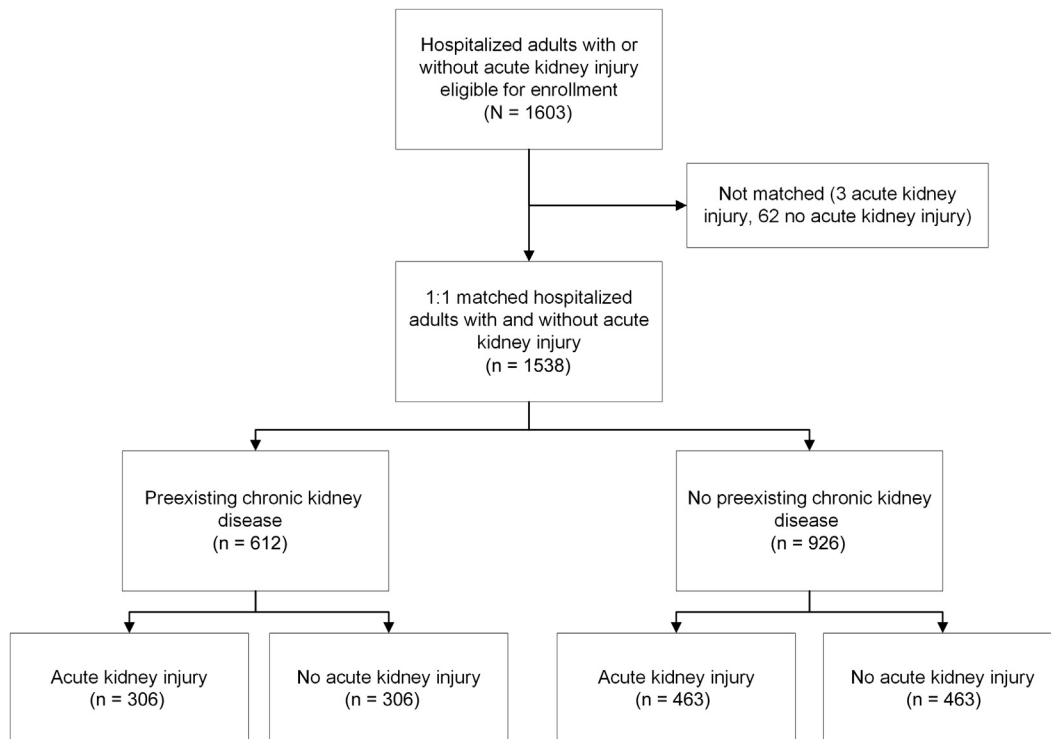 Hospitalized adults with or
without acute kidney injury
eligible for enrollment
(N = 1603)
Not matched (3 acute kidney
injury, 62 no acute kidney injury)
1:1 matched hospitalized
adults with and without acute
kidney injury
(n = 1538)
Preexisting chronic kidney
disease
(n = 612)
No preexisting chronic kidney
disease
(n = 926)
Acute kidney injury
(n = 306)
No acute kidney injury
(n = 306)
Acute kidney injury
(n = 463)
No acute kidney injury
(n = 463)